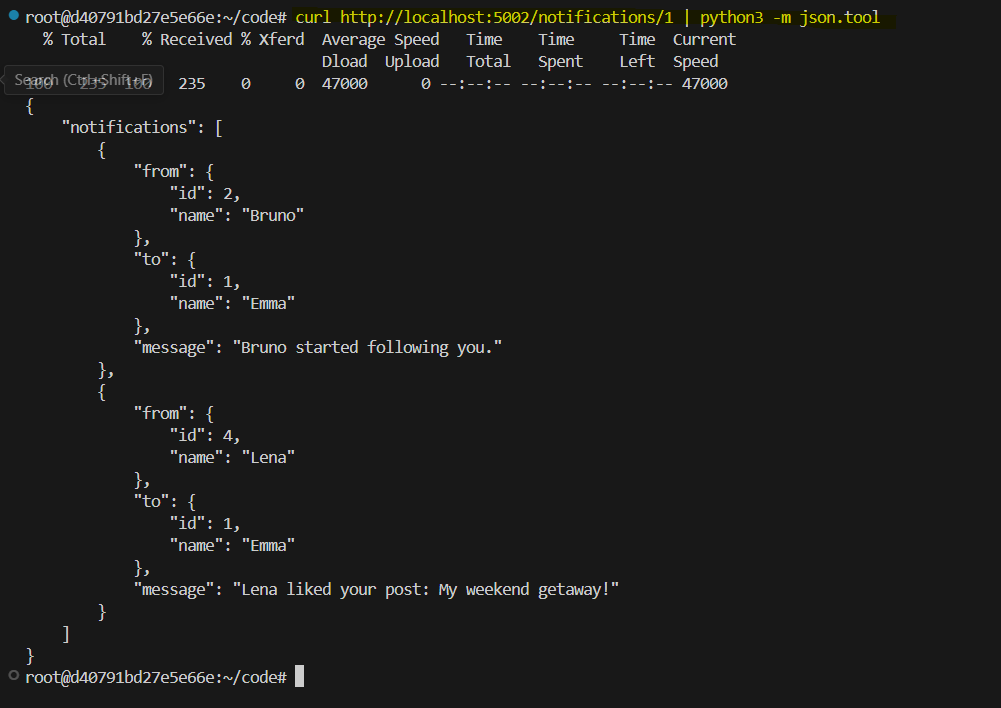 root@d40791bd27e5e66e:~/code# curl http://localhost:5002/notifications/1 | python3 -m json.tool
% Total % Received % Xferd Average Speed Time Time Time Current
Dload Upload Total Spent Left Speed
Search (Ctrl+Shift+F)
100 235 100 235 0 0 47000 0 --:--:-- --:--:-- --:--:-- 47000
{
"notifications": [
{
"from": {
"id": 2,
"name": "Bruno"
},
"to": {
"id": 1,
"name": "Emma"
},
"message": "Bruno started following you."
},
{
"from": {
"id": 4,
"name": "Lena"
},
"to": {
"id": 1,
"name": "Emma"
},
"message": "Lena liked your post: My weekend getaway!"
}
]
}
root@d40791bd27e5e66e:~/code#